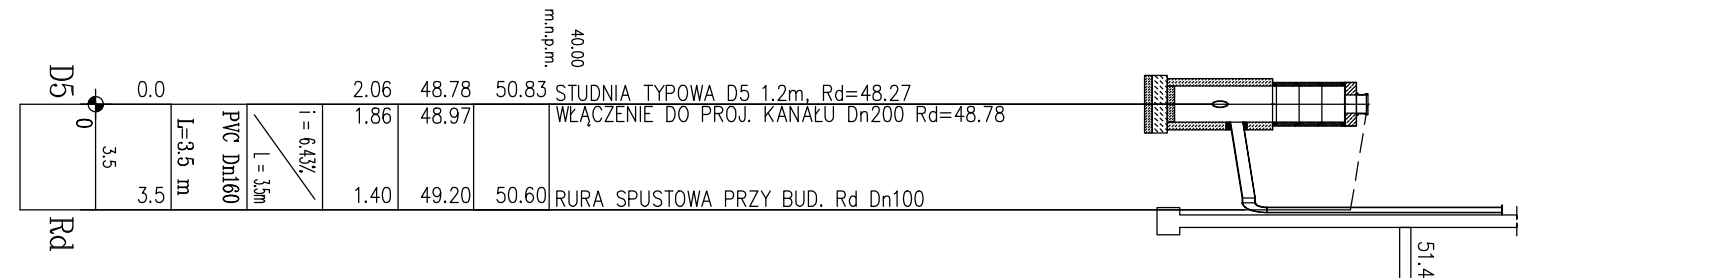 40.00
m.n.p.m.
D5 0.0 2.06 48.78 50.83 STUDNIA TYPOWA D5 1.2m, Rd=48.27
1.86 48.97 WŁĄCZENIE DO PROJ. KANAŁU Dn200 Rd=48.78
0
3.5
L=3.5 m
PVC Dn160
i = 6.43%
L = 3.5m
Rd 3.5 1.40 49.20 50.60 RURA SPUSTOWA PRZY BUD. Rd Dn100
51.4